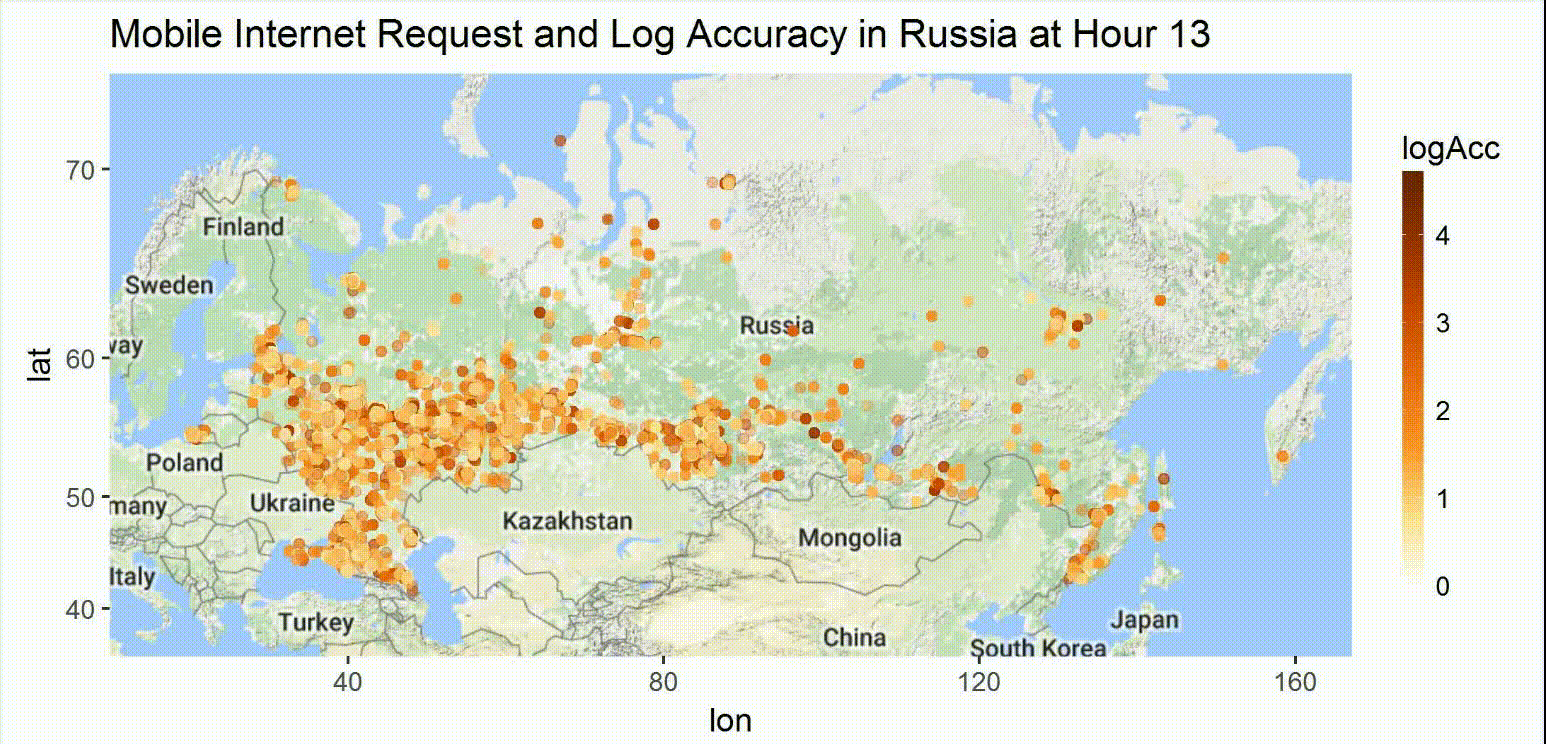 Mobile Internet Request and Log Accuracy in Russia at Hour 13
logAcc
70
4
Finland
Sweden
3
Russia
way
60
lat
2
Poland
50
many
Ukraine
1
Kazakhstan
Mongolia
Italy
0
40
Turkey
Japan
China
South Korea
40
80
120
160
lon